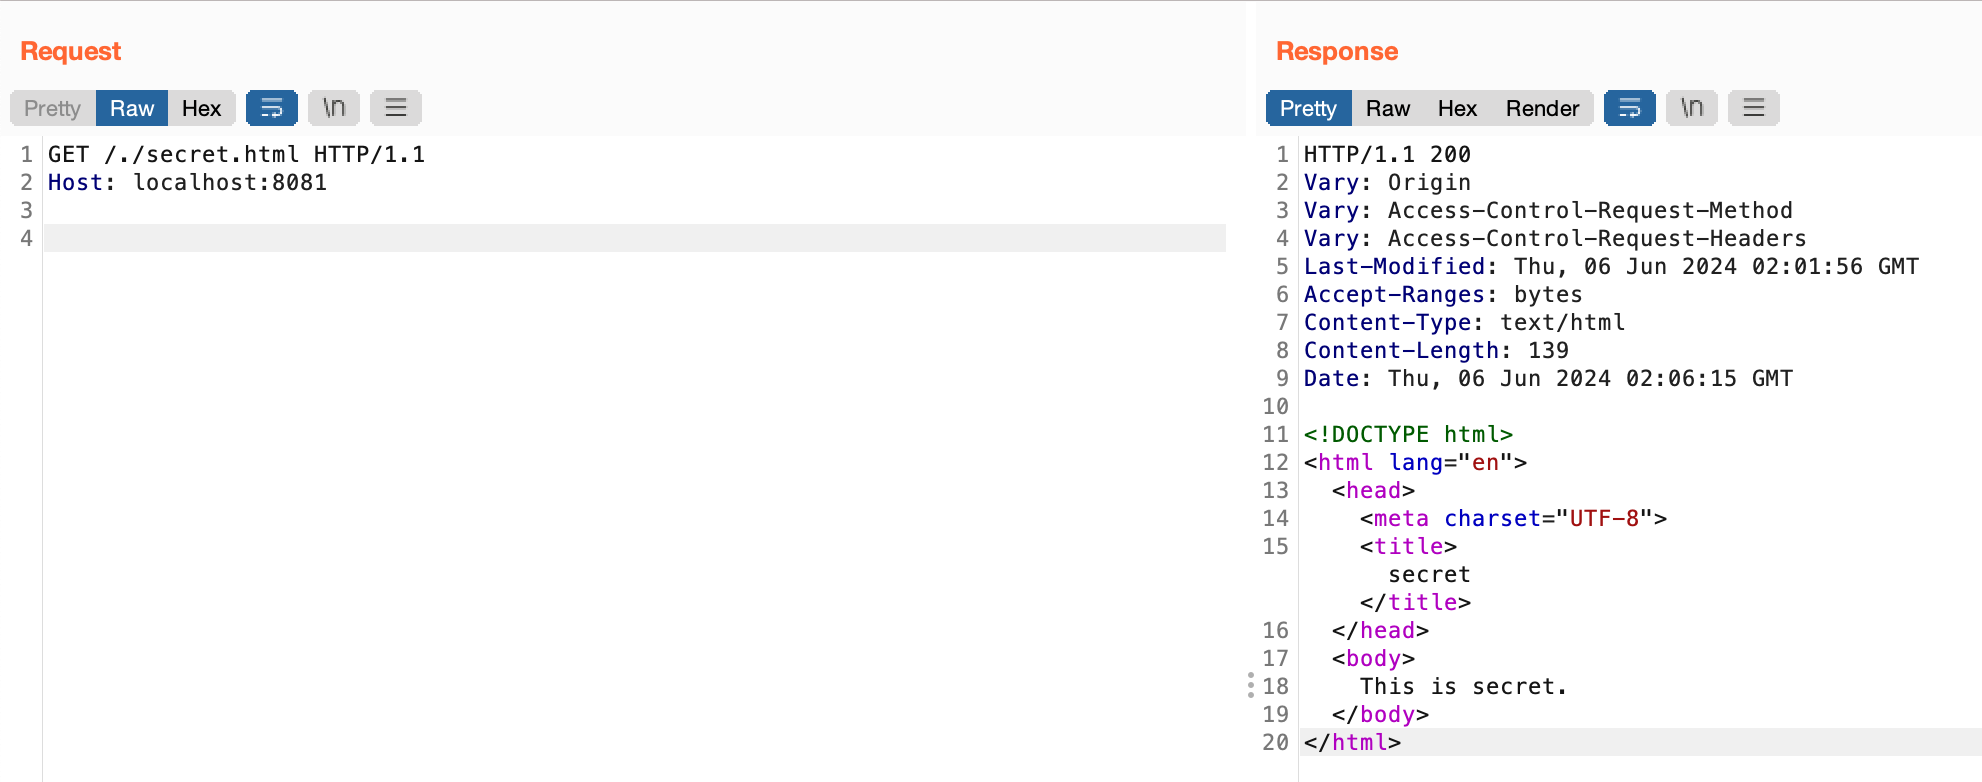 Request
Pretty Raw Hex \n
1 GET /./secret.html HTTP/1.1
2 Host: localhost:8081
3
4
Response
Pretty Raw Hex Render \n
1 HTTP/1.1 200
2 Vary: Origin
3 Vary: Access-Control-Request-Method
4 Vary: Access-Control-Request-Headers
5 Last-Modified: Thu, 06 Jun 2024 02:01:56 GMT
6 Accept-Ranges: bytes
7 Content-Type: text/html
8 Content-Length: 139
9 Date: Thu, 06 Jun 2024 02:06:15 GMT
10
11 <!DOCTYPE html>
12 <html lang="en">
13 <head>
14 <meta charset="UTF-8">
15 <title>
secret
</title>
16 </head>
17 <body>
18 This is secret.
19 </body>
20 </html>